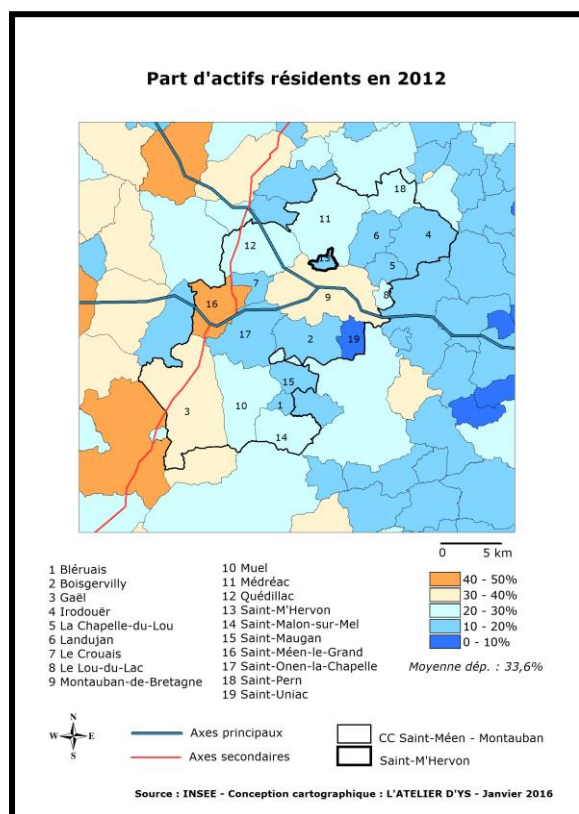 Part d'actifs résidents en 2012
18
11
12
6
4
13
5
7
9
8
16
17
2
19
15
3
10
1
14
0 5 km
1 Bléruais
2 Boisgervilly
3 Gaël
4 Irodouër
5 La Chapelle-du-Lou
6 Landujan
7 Le Crouais
8 Le Lou-du-Lac
9 Montauban-de-Bretagne
10 Muel
11 Médréac
12 Quédillac
13 Saint-M'Hervon
14 Saint-Malon-sur-Mel
15 Saint-Maugan
16 Saint-Méen-le-Grand
17 Saint-Onen-la-Chapelle
18 Saint-Pern
19 Saint-Uniac
40 - 50%
30 - 40%
20 - 30%
10 - 20%
0 - 10%
Moyenne dép. : 33,6%
N
W E
S
Axes principaux
Axes secondaires
CC Saint-Méen - Montauban
Saint-M'Hervon
Source : INSEE - Conception cartographique : L'ATELIER D'YS - Janvier 2016